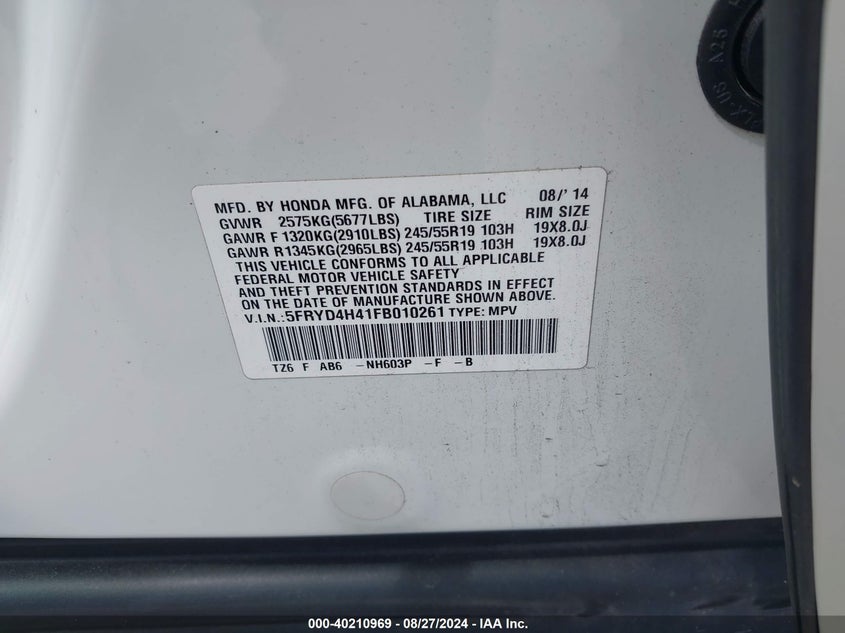 PLX-US A25
MFD. BY HONDA MFG. OF ALABAMA, LLC 08/'14
GVWR 2575KG(5677LBS) TIRE SIZE RIM SIZE
GAWR F 1320KG(2910LBS) 245/55R19 103H 19X8.0J
GAWR R1345KG(2965LBS) 245/55R19 103H 19X8.0J
THIS VEHICLE CONFORMS TO ALL APPLICABLE
FEDERAL MOTOR VEHICLE SAFETY
AND THEFT PREVENTION STANDARDS IN EFFECT
ON THE DATE OF MANUFACTURE SHOWN ABOVE.
V.I.N.:5FRYD4H41FB010261 TYPE: MPV
TZ6 F AB6 -NH603P -F -B
000-40210969 - 08/27/2024 - IAA Inc.